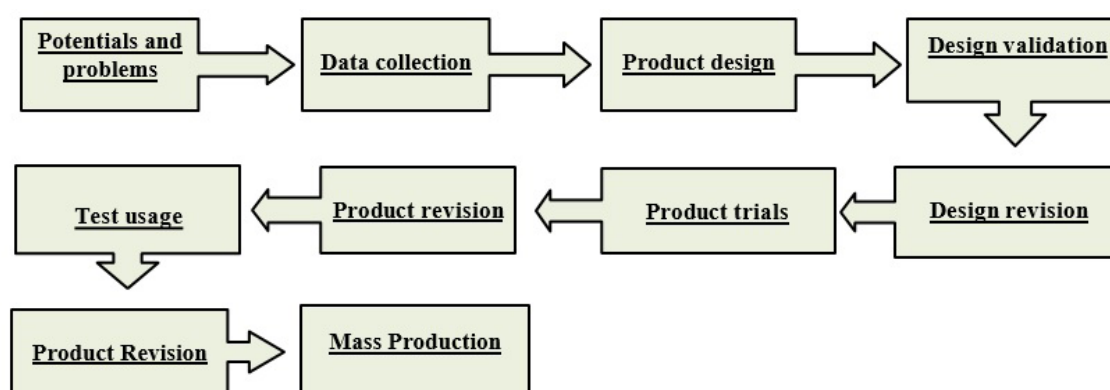 Potentials and
problems
Data collection
Product design
Design validation
Design revision
Product trials
Product revision
Test usage
Product Revision
Mass Production